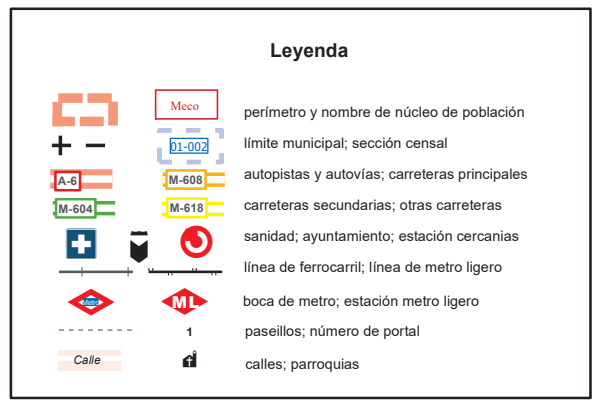 Leyenda
Meco perímetro y nombre de núcleo de población
01-002 límite municipal; sección censal
A-6 M-608 autopistas y autovías; carreteras principales
M-604 M-618 carreteras secundarias; otras carreteras
sanidad; ayuntamiento; estación cercanias
línea de ferrocarril; línea de metro ligero
Metro ML boca de metro; estación metro ligero
1 paseillos; número de portal
Calle calles; parroquias